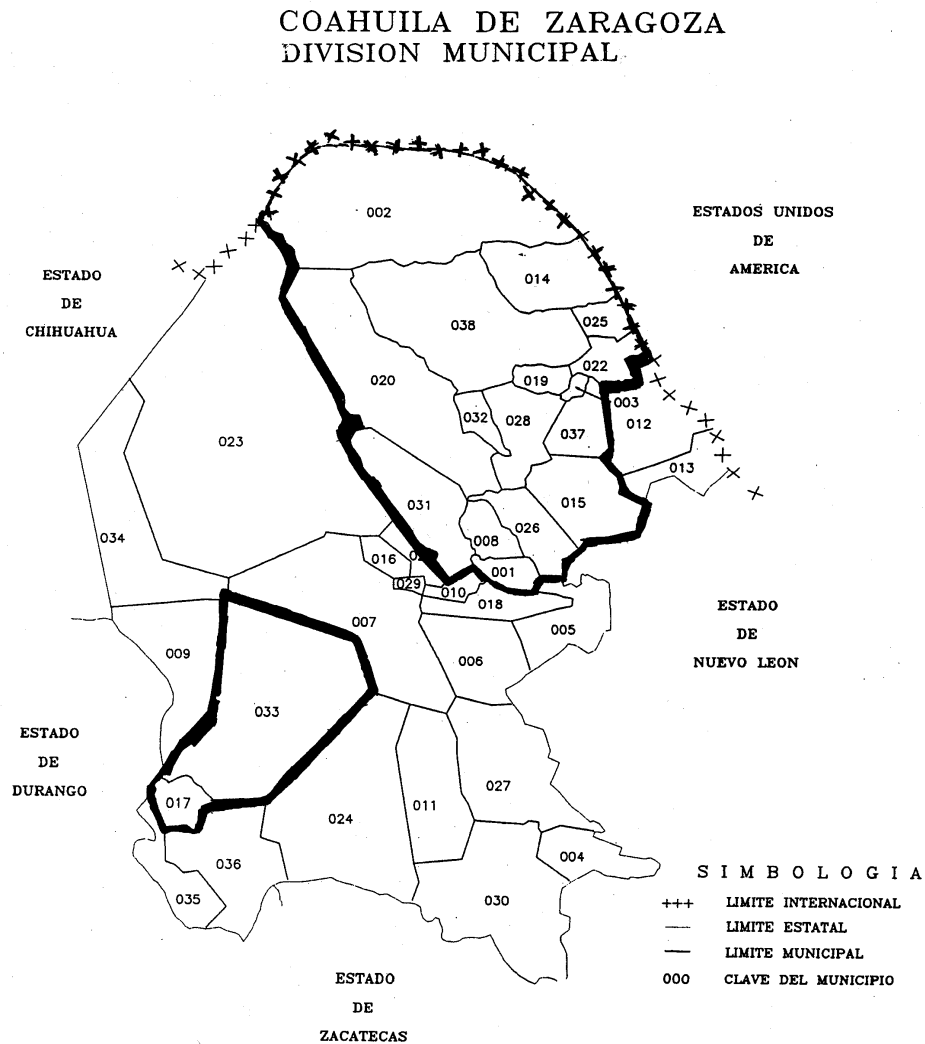 COAHUILA DE ZARAGOZA
DIVISION MUNICIPAL
002
ESTADOS UNIDOS
DE
AMERICA
ESTADO
DE
CHIHUAHUA
014
038
025
022
019
020
003
032
028
037
012
023
013
031
015
026
034
008
016
001
029
010
018
007
005
ESTADO
DE
NUEVO LEON
009
006
033
ESTADO
DE
DURANGO
027
017
011
024
004
036
035
030
SIMBOLOGIA
+++ LIMITE INTERNACIONAL
LIMITE ESTATAL
LIMITE MUNICIPAL
000 CLAVE DEL MUNICIPIO
ESTADO
DE
ZACATECAS